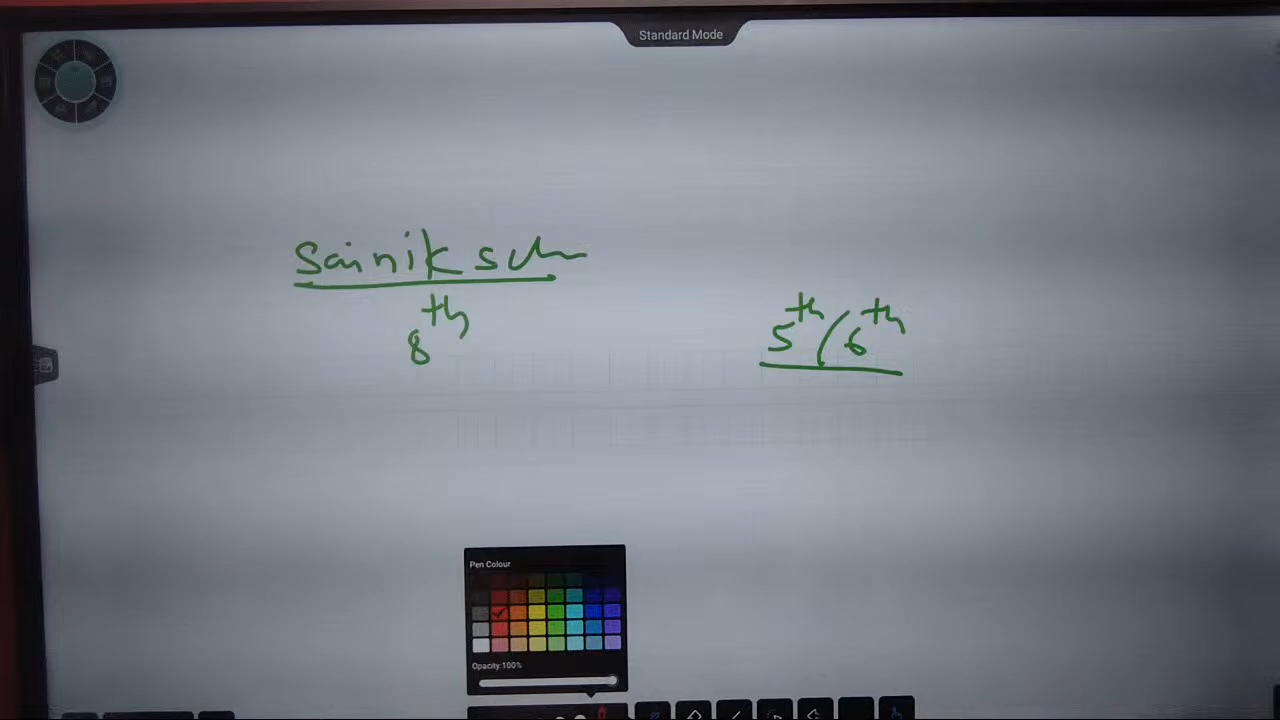 Standard Mode
Sainik sch
8th
5th/6th
Pen Colour
Opacity:100%